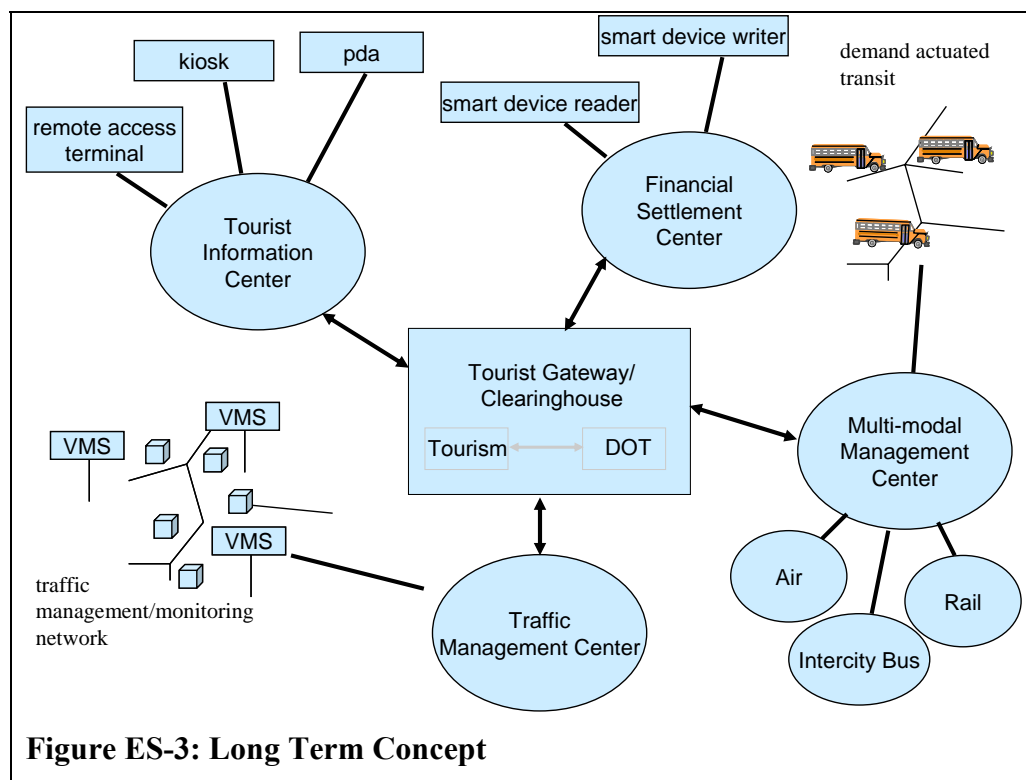 smart device writer
kiosk
pda
demand actuated
transit
smart device reader
remote access
terminal
Tourist
Information
Center
Financial
Settlement
Center
Tourist Gateway/
Clearinghouse
Tourism
DOT
Multi-modal
Management
Center
VMS
VMS
VMS
traffic
management/monitoring
network
Traffic
Management Center
Air
Rail
Intercity Bus
Figure ES-3: Long Term Concept